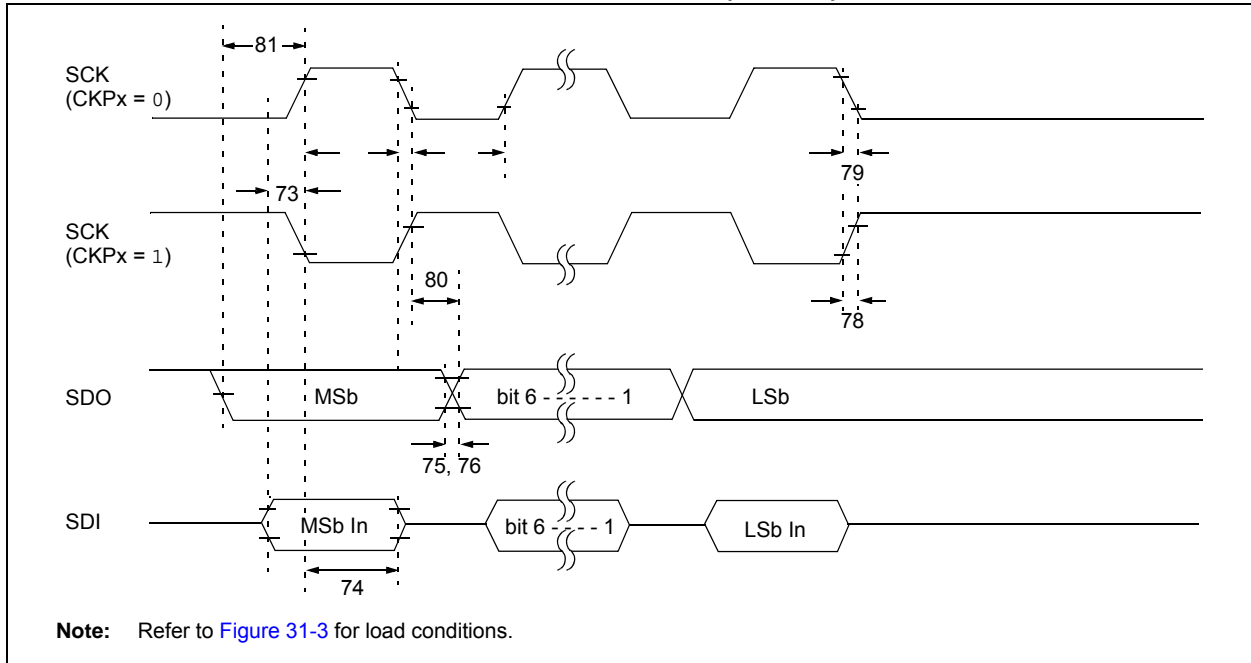 81
SCK
(CKPx = 0)
79
73
SCK
(CKPx = 1)
80
78
SDO
MSb
bit 6 - - - - - - 1
LSb
75, 76
SDI
MSb In
bit 6 - - - - 1
LSb In
74
Note: Refer to Figure 31-3 for load conditions.